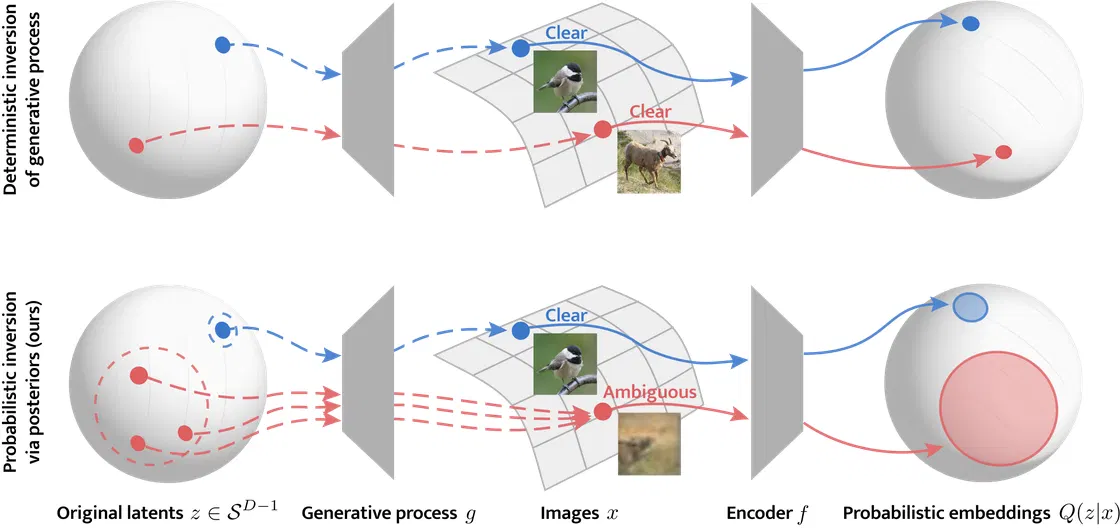 Deterministic inversion
of generative process
Clear
Clear
Probabilistic inversion
via posteriors (ours)
Clear
Ambiguous
Original latents z ∈ 𝒮^{D−1}
Generative process g
Images x
Encoder f
Probabilistic embeddings Q(z|x)